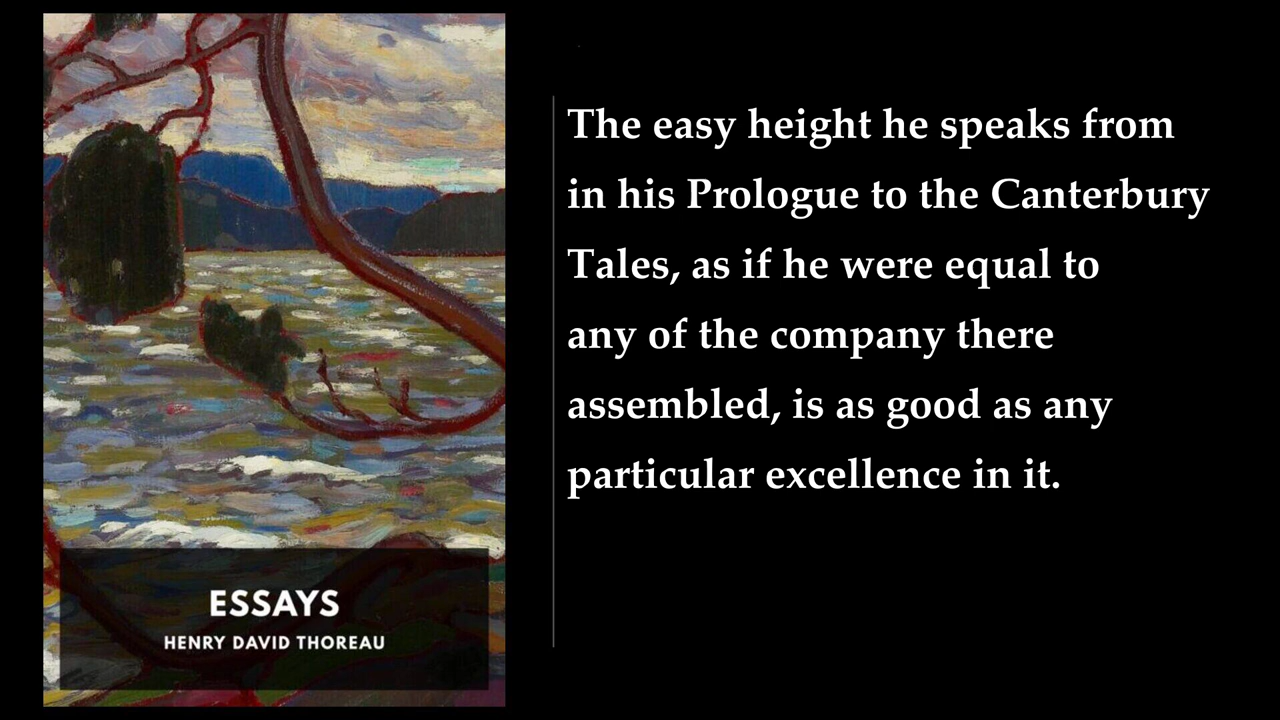 The easy height he speaks from
in his Prologue to the Canterbury
Tales, as if he were equal to
any of the company there
assembled, is as good as any
particular excellence in it.
ESSAYS
HENRY DAVID THOREAU